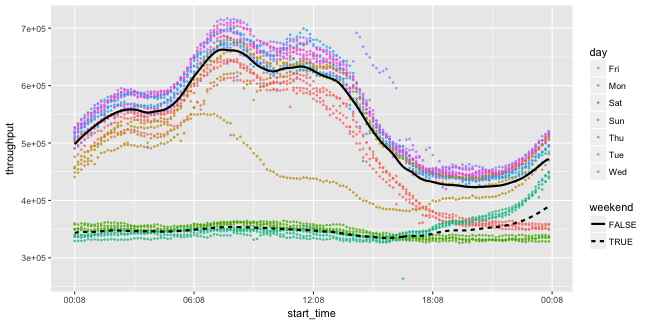 7e+05
6e+05
5e+05
4e+05
3e+05
throughput
00:08 06:08 12:08 18:08 00:08
start_time
day
Fri
Mon
Sat
Sun
Thu
Tue
Wed
weekend
FALSE
TRUE